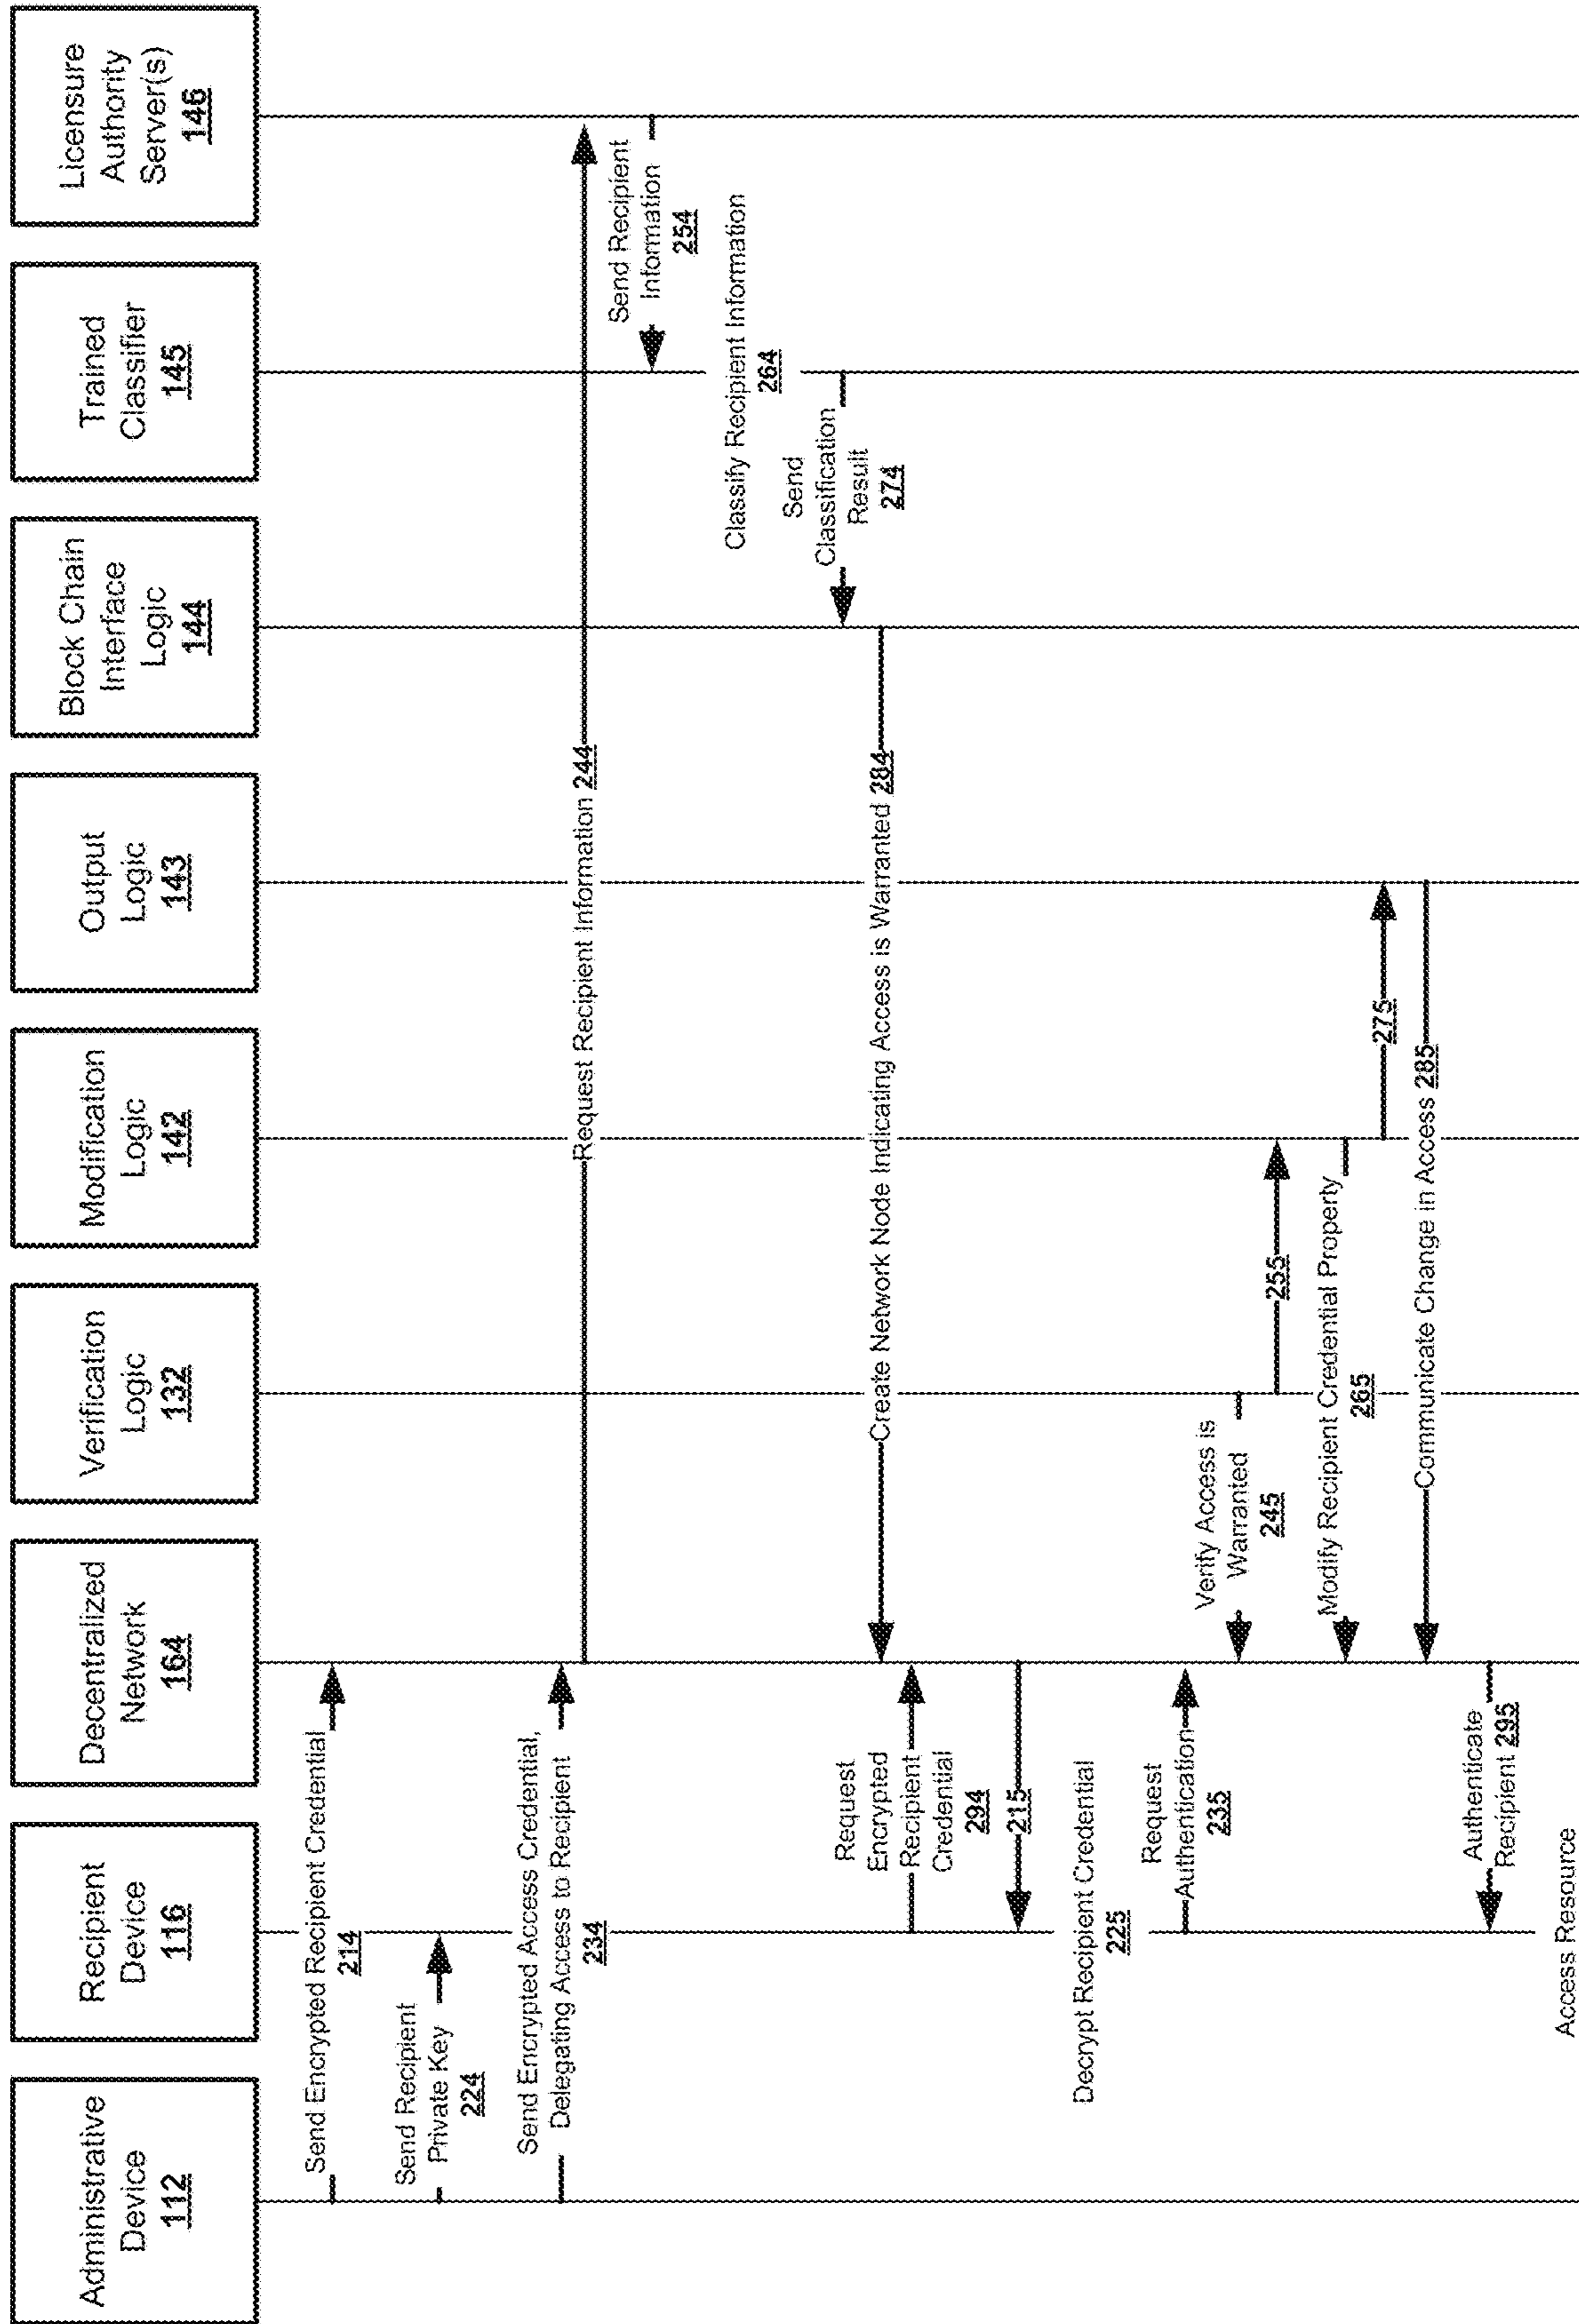 Administrative
Device
112
Recipient
Device
116
Decentralized
Network
164
Verification
Logic
132
Modification
Logic
142
Output
Logic
143
Block Chain
Interface
Logic
144
Trained
Classifier
145
Licensure
Authority
Server(s)
146
Send Encrypted Recipient Credential
214
Send Recipient
Private Key
224
Send Encrypted Access Credential,
Delegating Access to Recipient
234
Request Recipient Information 244
Send Recipient
Information
254
Classify Recipient Information
264
Send
Classification
Result
274
Create Network Node Indicating Access is Warranted 284
Request
Encrypted
Recipient
Credential
294
215
Decrypt Recipient Credential
225
Request
Authentication
235
Verify Access is
Warranted
245
255
Modify Recipient Credential Property
265
275
Communicate Change in Access 285
Authenticate
Recipient 295
Access Resource